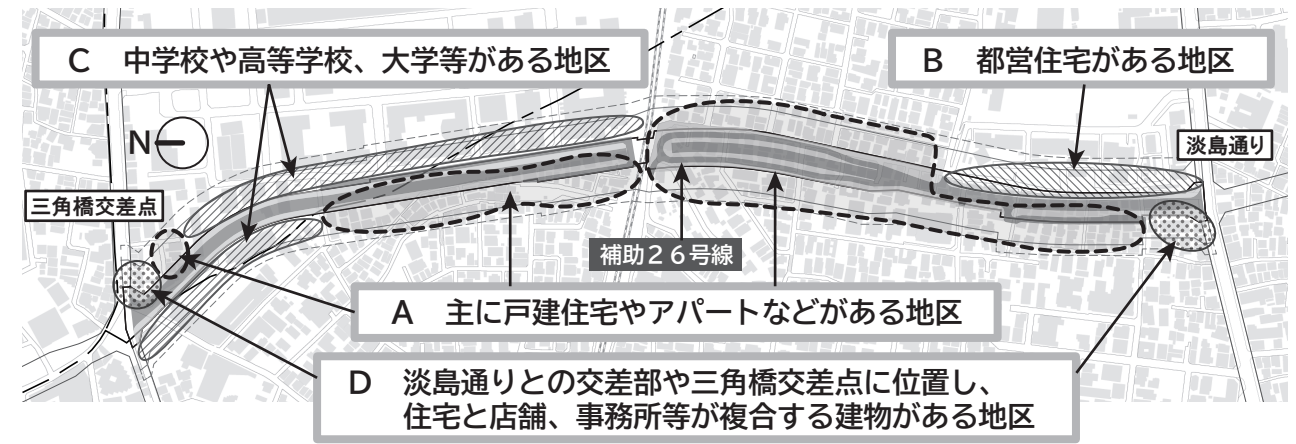 C 中学校や高等学校、大学等がある地区
B 都営住宅がある地区
N
淡島通り
三角橋交差点
補助26号線
A 主に戸建住宅やアパートなどがある地区
D 淡島通りとの交差部や三角橋交差点に位置し、
住宅と店舗、事務所等が複合する建物がある地区